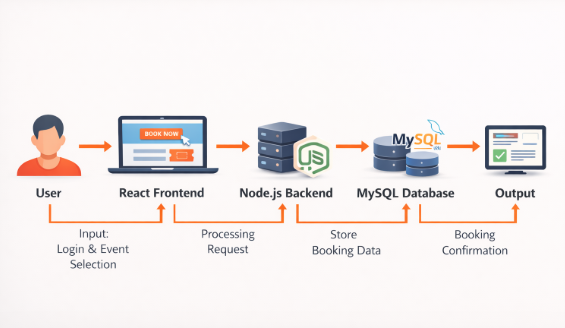 BOOK NOW
JS
MySQL
User
React Frontend
Node.js Backend
MySQL Database
Output
Input:
Login & Event
Selection
Processing
Request
Store
Booking Data
Booking
Confirmation